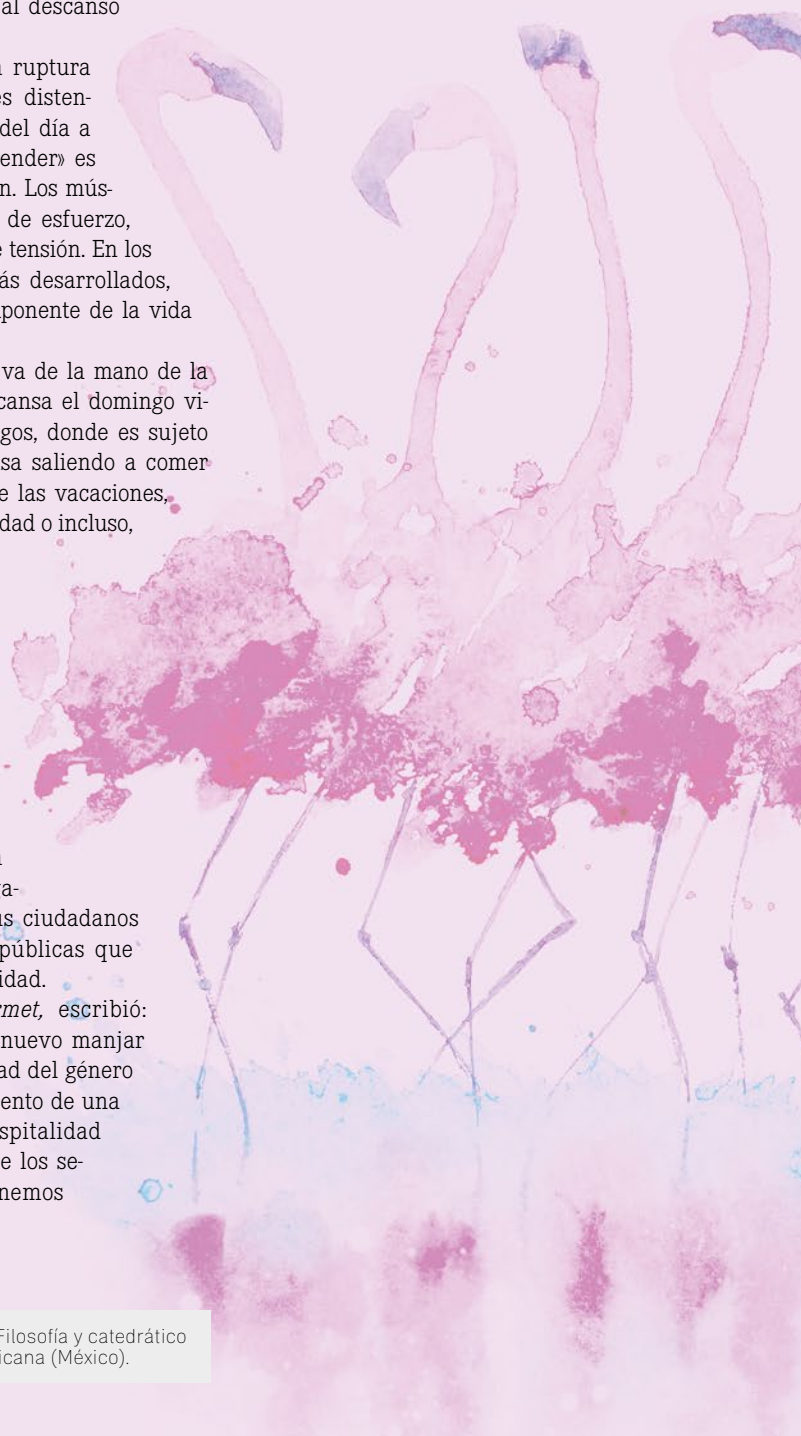 al descanso
ruptura
es disten-
del día a
ender» es
n. Los mús-
de esfuerzo,
e tensión. En los
ás desarrollados,
ponente de la vida
va de la mano de la
cansa el domingo vi-
gos, donde es sujeto
sa saliendo a comer
e las vacaciones,
dad o incluso,
a-
us ciudadanos
públicas que
idad.
rmet, escribió:
nuevo manjar
ad del género
ento de una
spitalidad
e los se-
nemos
Filosofía y catedrático
icana (México).